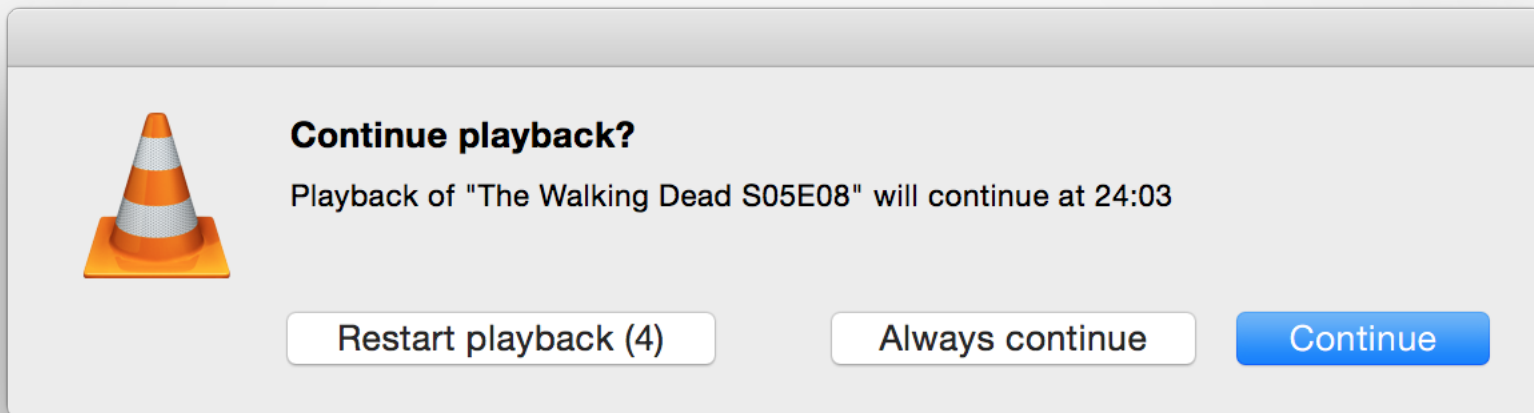 Continue playback?
Playback of "The Walking Dead S05E08" will continue at 24:03
Restart playback (4)
Always continue
Continue